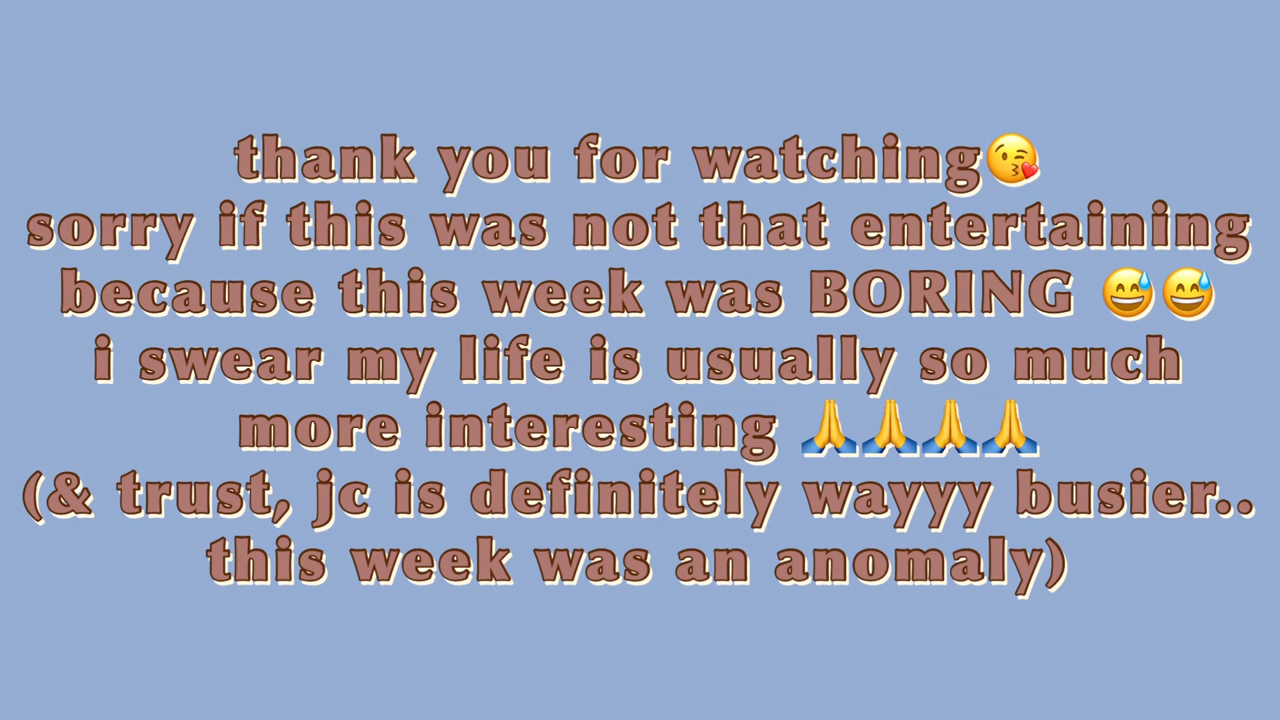 thank you for watching😘
sorry if this was not that entertaining
because this week was BORING 😅😅
i swear my life is usually so much
more interesting 🙏🙏🙏🙏
(& trust, jc is definitely wayyy busier..
this week was an anomaly)